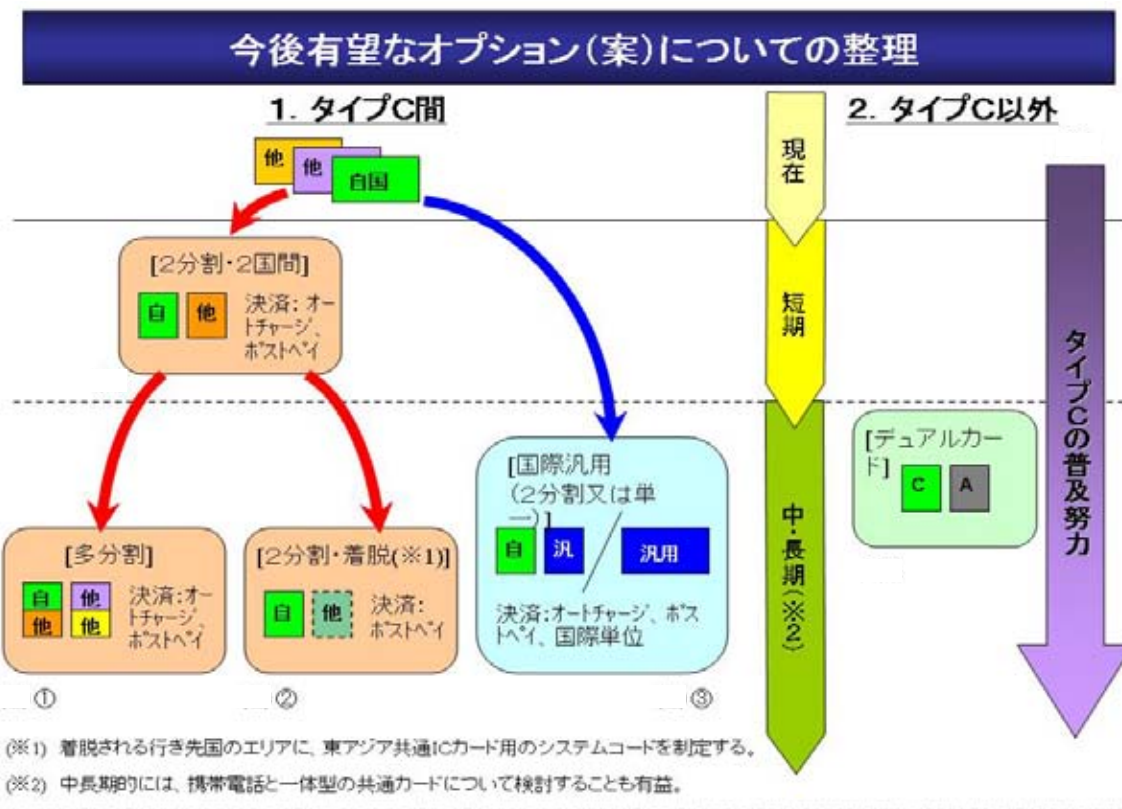 今後有望なオプション(案)についての整理
1. タイプC間
他
他
自国
[2分割・2国間]
自
他
決済:オー
トチャージ、
ポストペイ
[多分割]
自
他
他
他
決済:オー
トチャージ、
ポストペイ
①
[2分割・着脱(※1)]
自
他
決済:
ポストペイ
②
[国際汎用
(2分割又は単
一)]
自
汎
汎用
決済:オートチャージ、ポス
トペイ、国際単位
③
現在
短期
中・長期(※2)
2. タイプC以外
[デュアルカー
ド]
C
A
タイプCの普及努力
(※1) 着脱される行き先国のエリアに、東アジア共通ICカード用のシステムコードを制定する。
(※2) 中長期的には、携帯電話と一体型の共通カードについて検討することも有益。